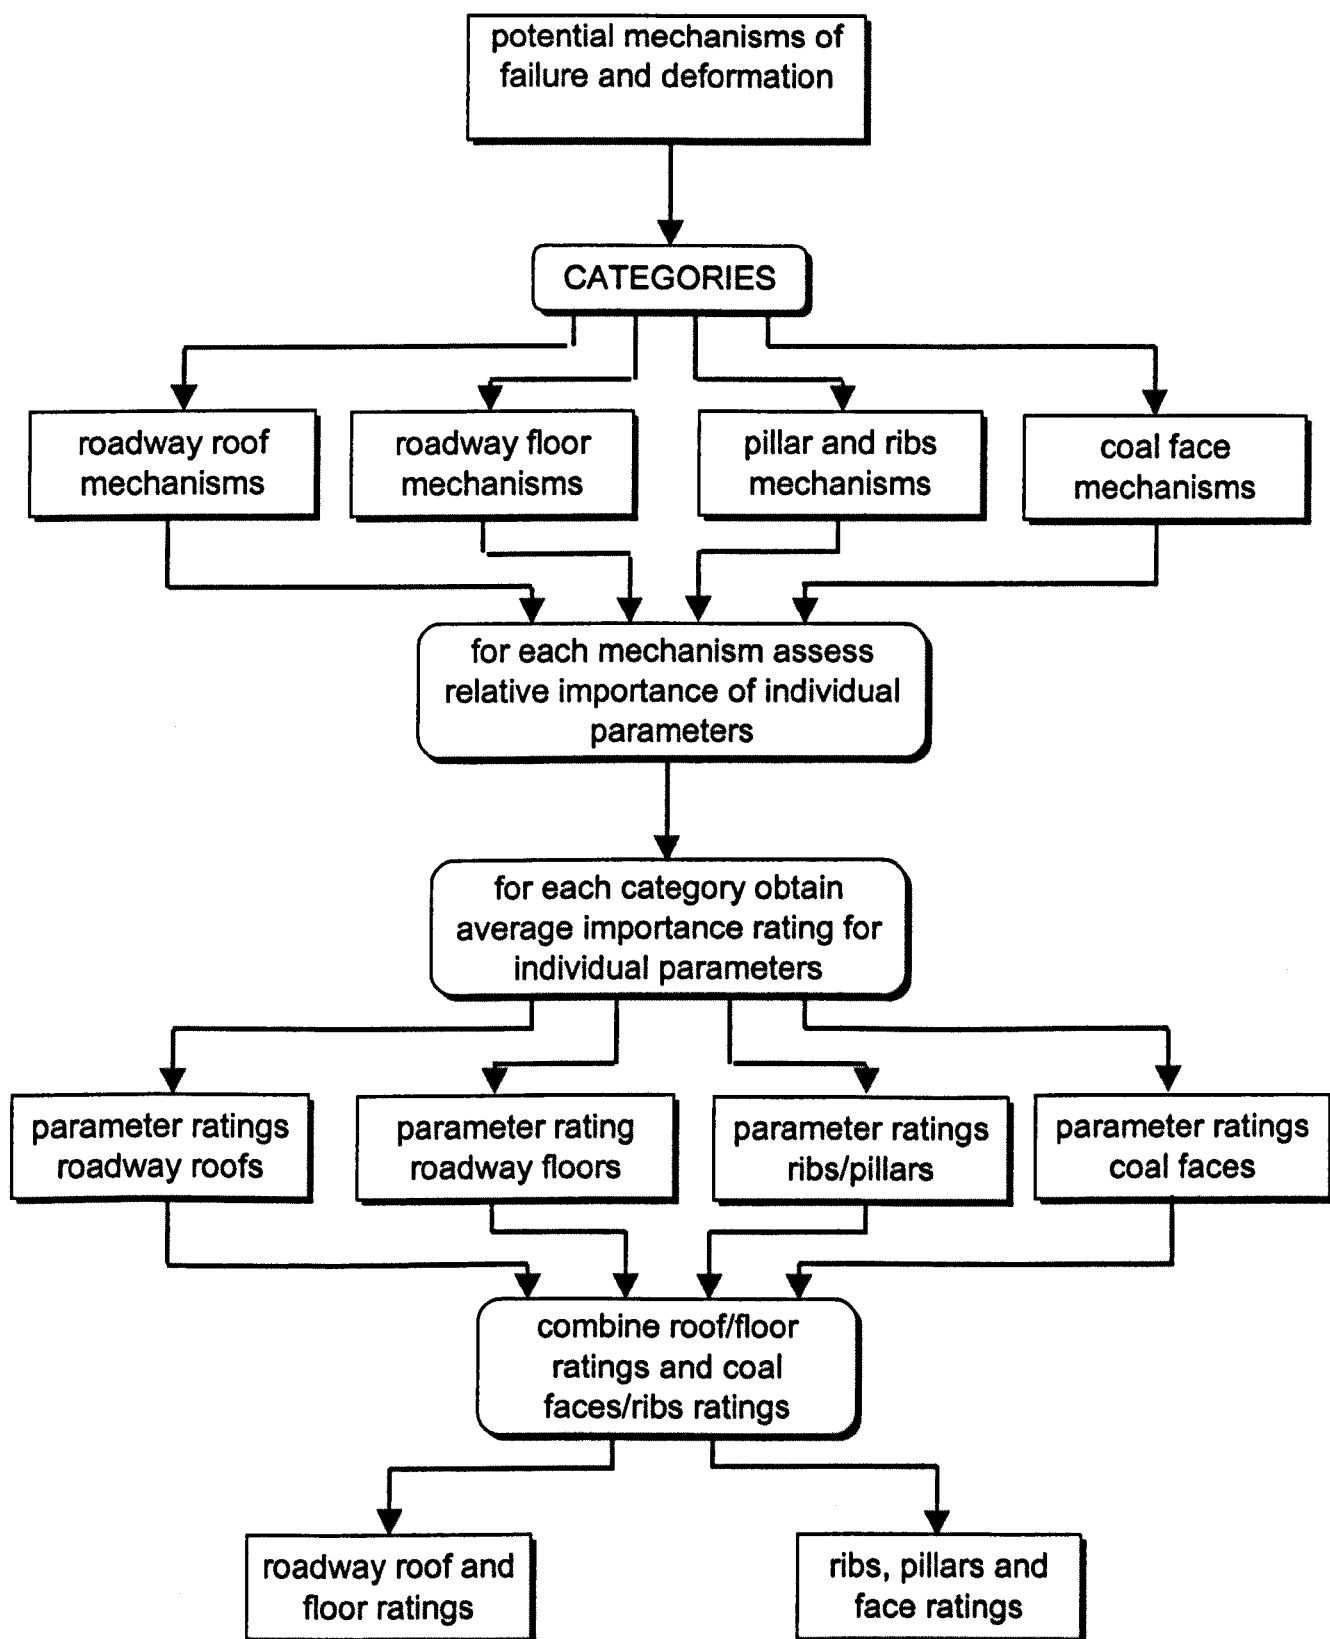 potential mechanisms of
failure and deformation
CATEGORIES
roadway roof
mechanisms
roadway floor
mechanisms
pillar and ribs
mechanisms
coal face
mechanisms
for each mechanism assess
relative importance of individual
parameters
for each category obtain
average importance rating for
individual parameters
parameter ratings
roadway roofs
parameter rating
roadway floors
parameter ratings
ribs/pillars
parameter ratings
coal faces
combine roof/floor
ratings and coal
faces/ribs ratings
roadway roof and
floor ratings
ribs, pillars and
face ratings